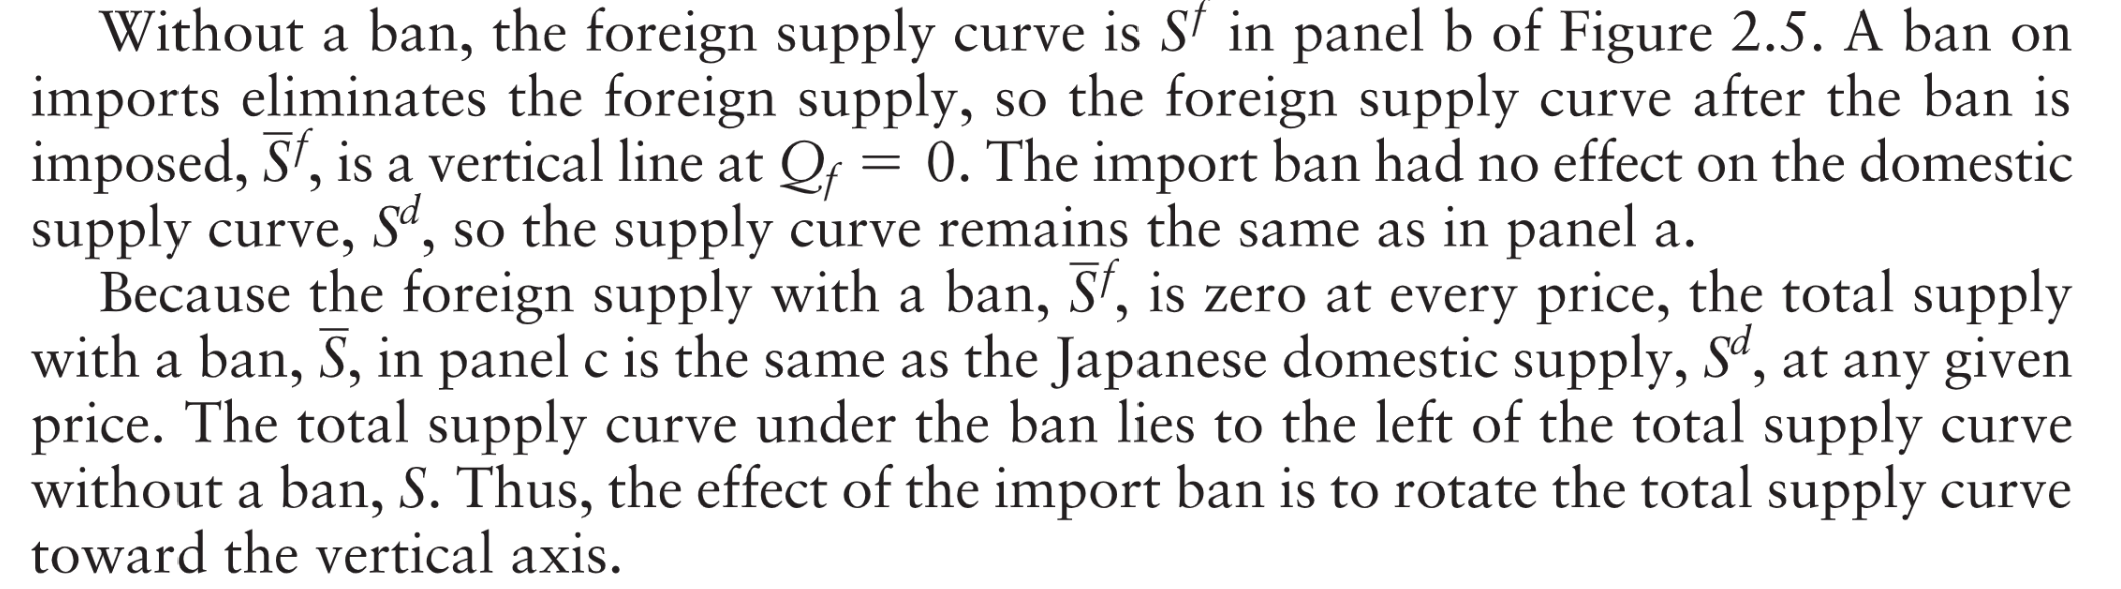 Without a ban, the foreign supply curve is S^f in panel b of Figure 2.5. A ban on
imports eliminates the foreign supply, so the foreign supply curve after the ban is
imposed, S̄^f, is a vertical line at Q_f = 0. The import ban had no effect on the domestic
supply curve, S^d, so the supply curve remains the same as in panel a.
Because the foreign supply with a ban, S̄^f, is zero at every price, the total supply
with a ban, S̄, in panel c is the same as the Japanese domestic supply, S^d, at any given
price. The total supply curve under the ban lies to the left of the total supply curve
without a ban, S. Thus, the effect of the import ban is to rotate the total supply curve
toward the vertical axis.